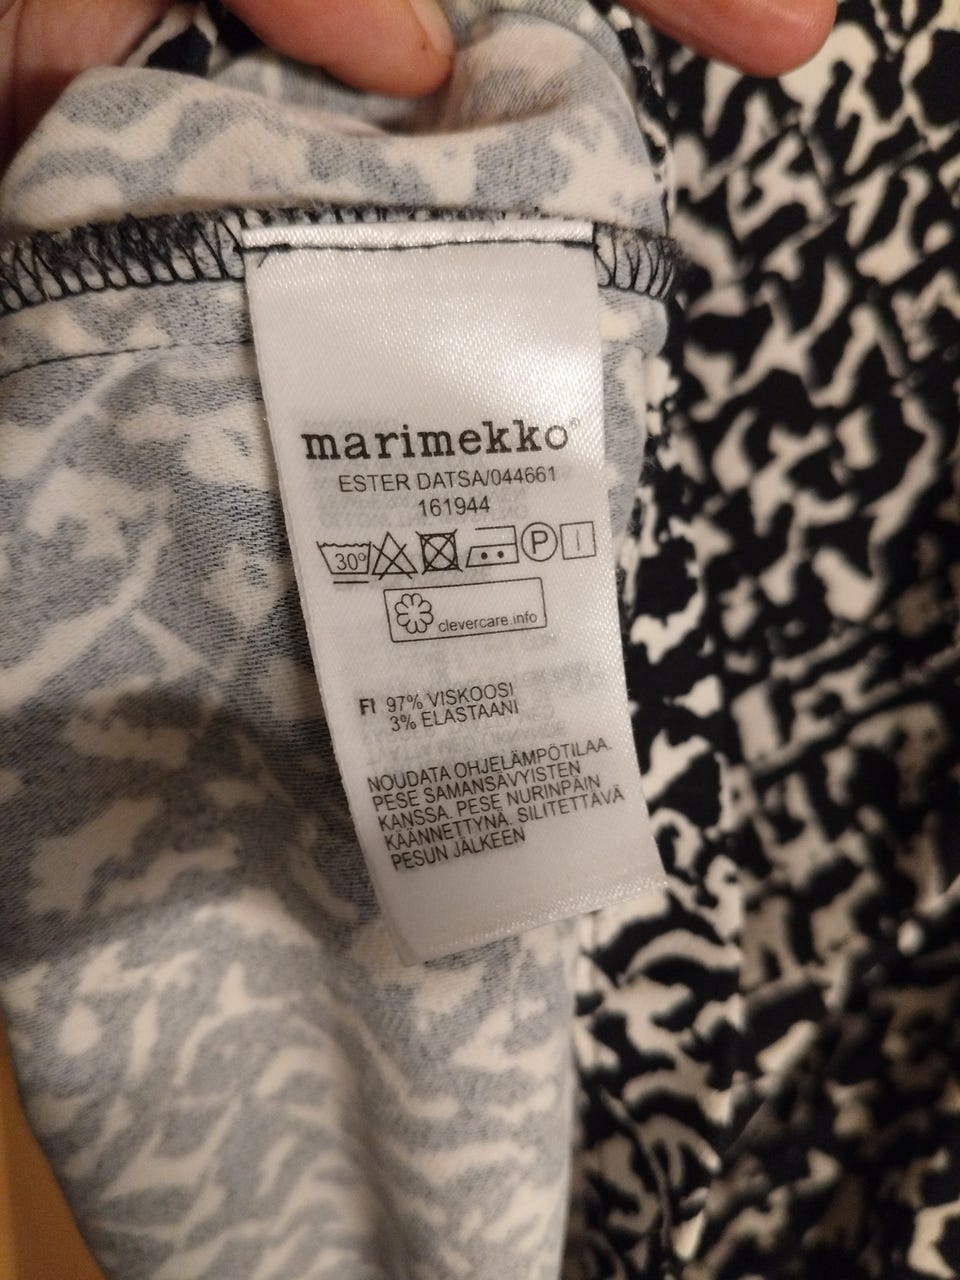 marimekko®
ESTER DATSA/044661
161944
30° P
clevercare.info
FI 97% VISKOOSI
3% ELASTAANI
NOUDATA OHJELÄMPÖTILAA.
PESE SAMANSÄVYISTEN
KANSSA. PESE NURINPÄIN
KÄÄNNETTYNÄ. SILITETTÄVÄ
PESUN JÄLKEEN